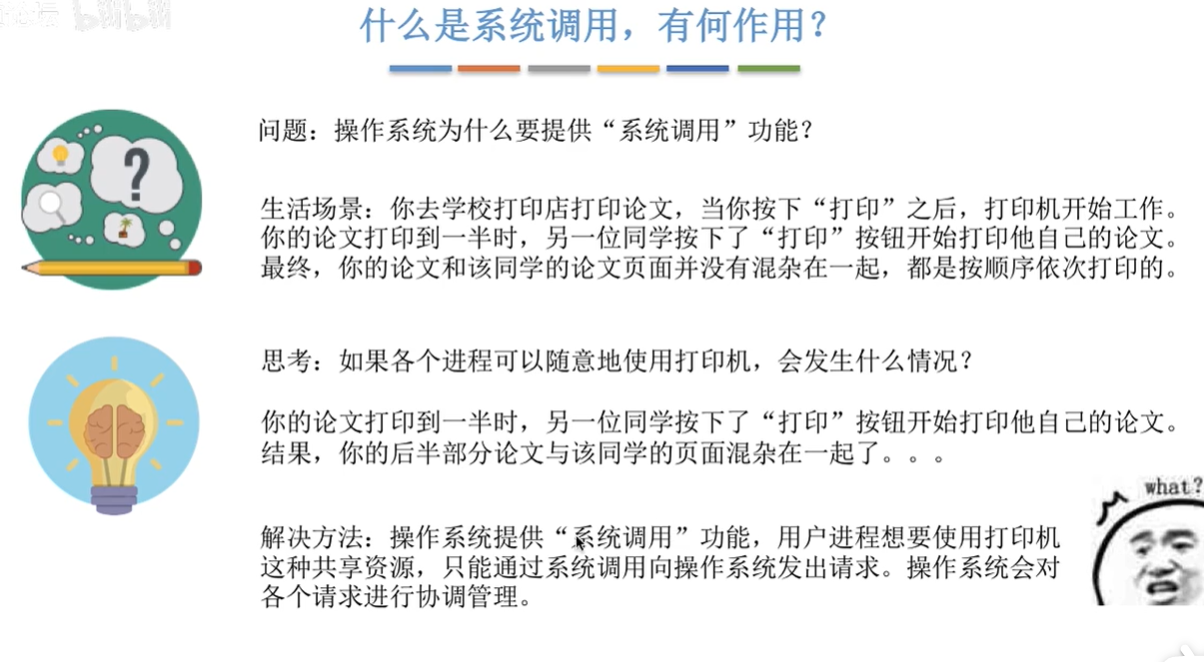 什么是系统调用，有何作用？
问题：操作系统为什么要提供“系统调用”功能？
生活场景：你去学校打印店打印论文，当你按下“打印”之后，打印机开始工作。
你的论文打印到一半时，另一位同学按下了“打印”按钮开始打印他自己的论文。
最终，你的论文和该同学的论文页面并没有混杂在一起，都是按顺序依次打印的。
思考：如果各个进程可以随意地使用打印机，会发生什么情况？
你的论文打印到一半时，另一位同学按下了“打印”按钮开始打印他自己的论文。
结果，你的后半部分论文与该同学的页面混杂在一起了。。。
what?
解决方法：操作系统提供“系统调用”功能，用户进程想要使用打印机
这种共享资源，只能通过系统调用向操作系统发出请求。操作系统会对
各个请求进行协调管理。